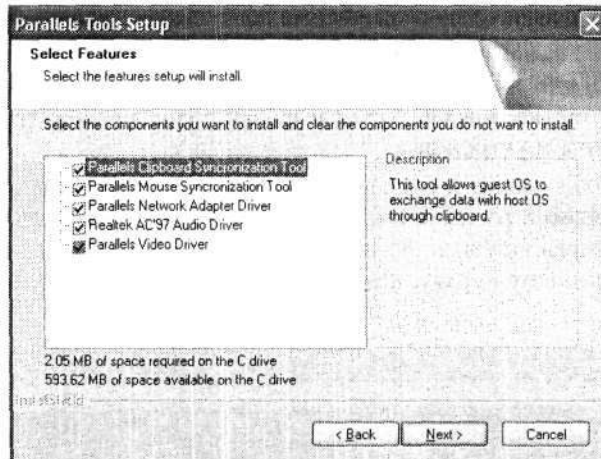 Parallels Tools Setup
Select Features
Select the features setup will install.
Select the components you want to install and clear the components you do not want to install.
Parallels Clipboard Syncronization Tool
Parallels Mouse Syncronization Tool
Parallels Network Adapter Driver
Realtek AC'97 Audio Driver
Parallels Video Driver
Description
This tool allows guest OS to
exchange data with host OS
through clipboard.
2.05 MB of space required on the C drive
593.62 MB of space available on the C drive
InstallShield
< Back
Next >
Cancel